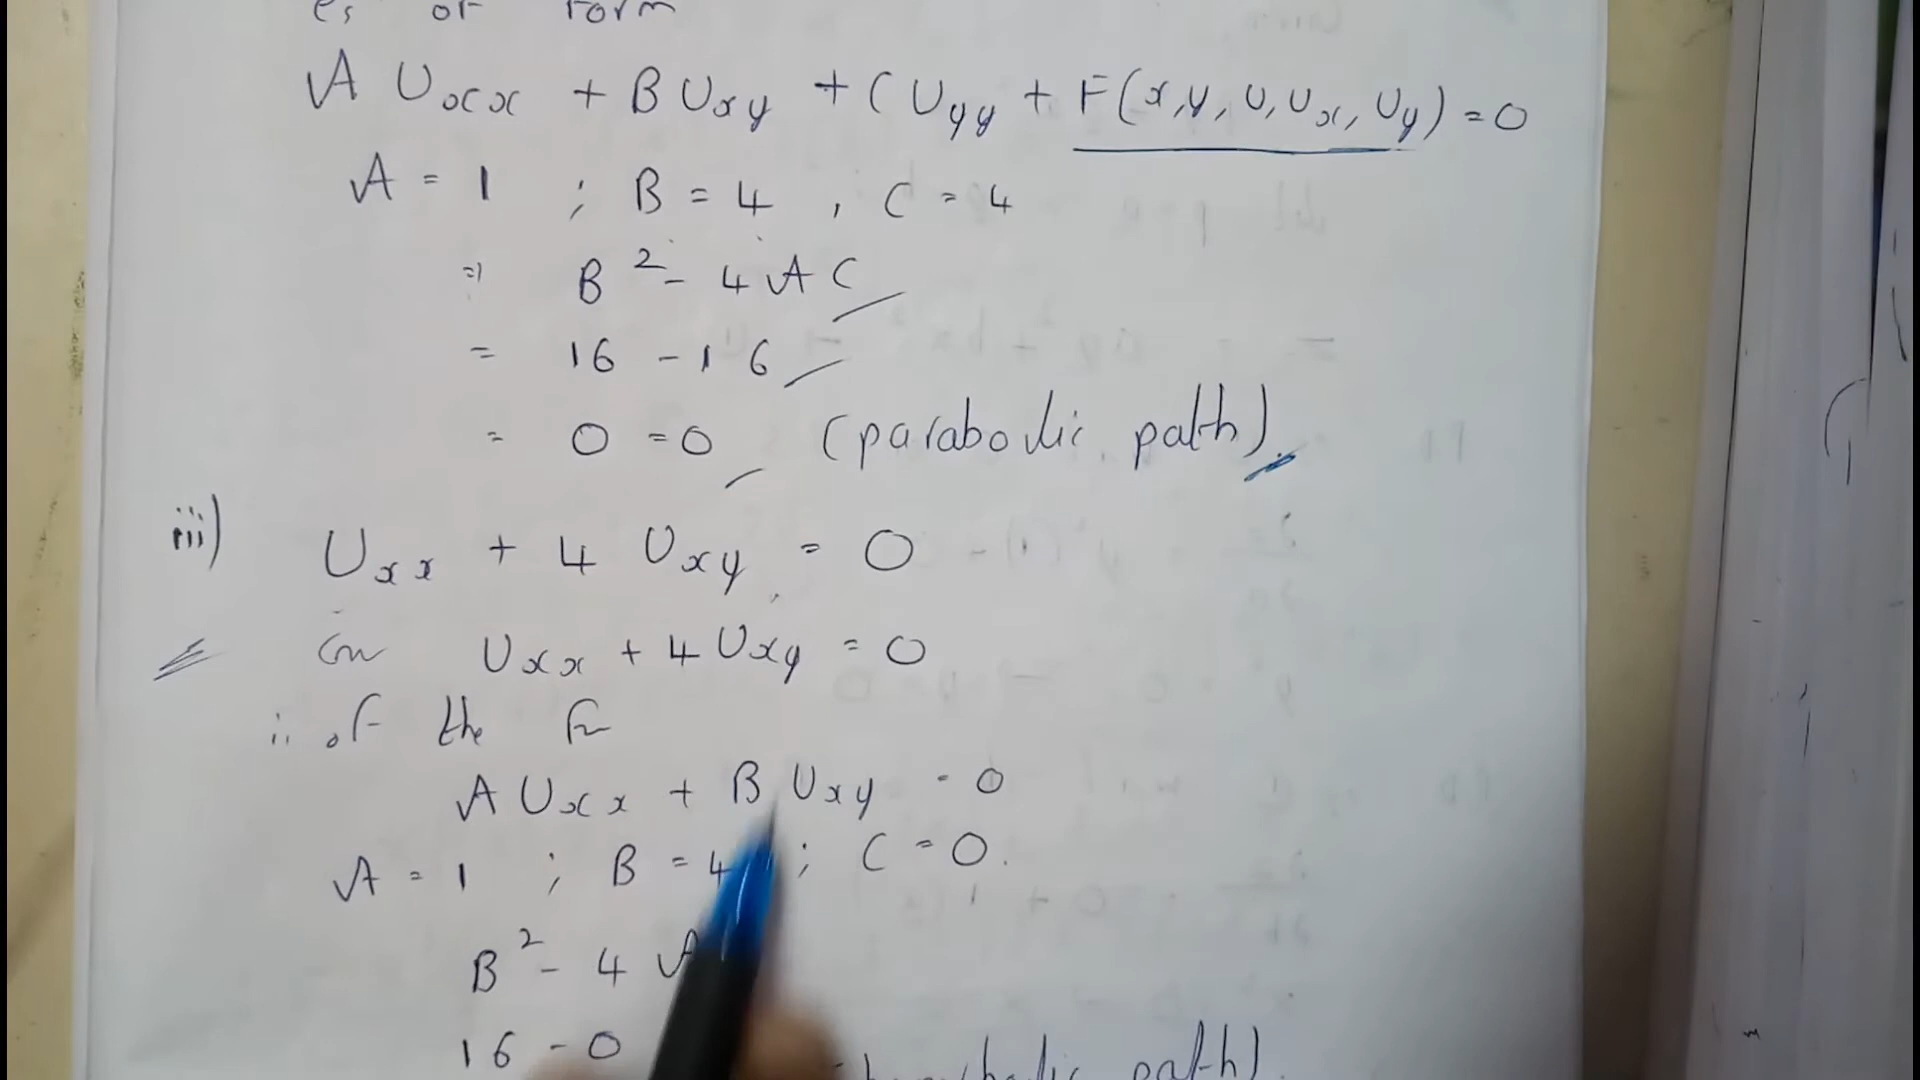 es of form
A Uxx + B Uxy + C Uyy + F(x,y,U,Ux,Uy) = 0
A = 1 ; B = 4 , C = 4
=> B² - 4AC
= 16 - 16
= 0 = 0 (parabolic path).
iii) Uxx + 4 Uxy = 0
Uxx + 4 Uxy = 0
of the
A Uxx + B Uxy = 0
A = 1 ; B = 4 ; C = 0.
B² - 4 A
16 - 0
path)